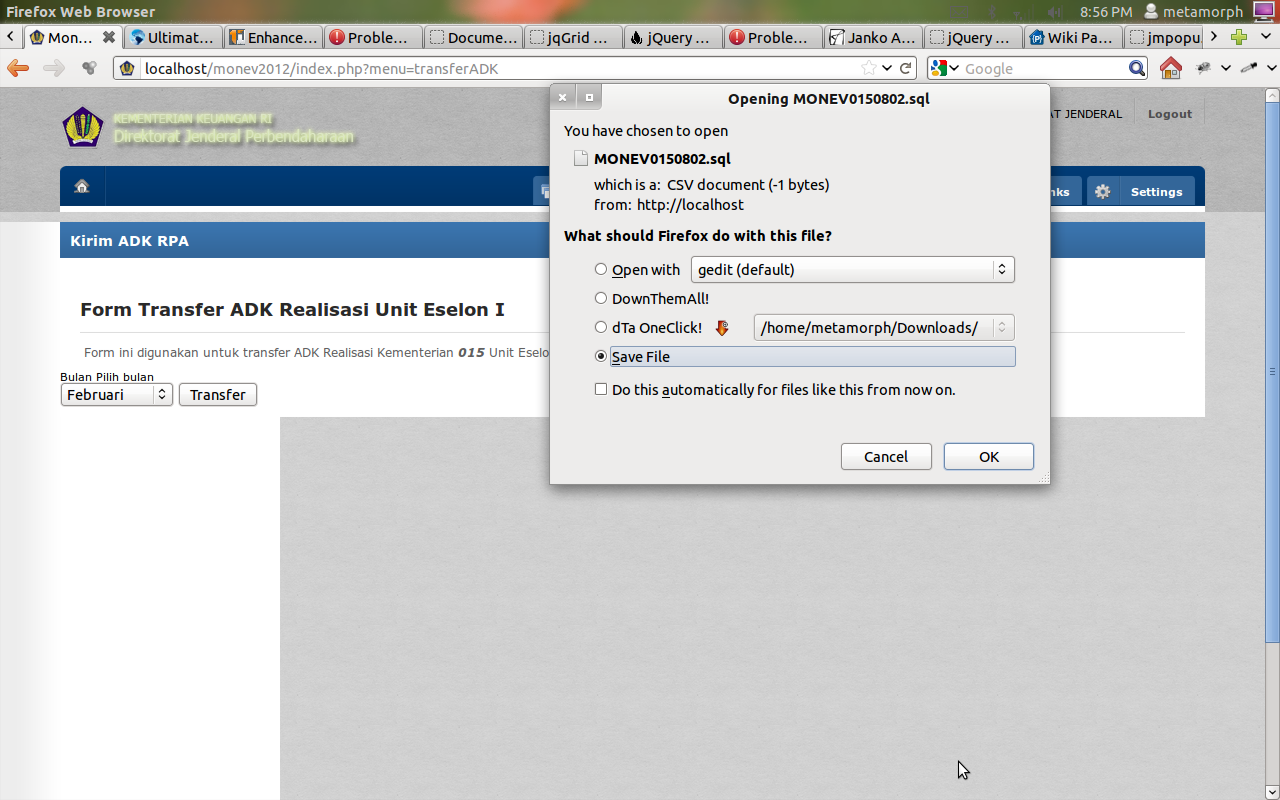 Firefox Web Browser 8:56 PM metamorph
Mon... Ultimat... Enhance... Proble... Docume... jqGrid ... jQuery ... Proble... Janko A... jQuery ... Wiki Pa... jmpopu
localhost/monev2012/index.php?menu=transferADK Google
KEMENTERIAN KEUANGAN RI
Direktorat Jenderal Perbendaharaan
JENDERAL Logout
Settings
Kirim ADK RPA
Form Transfer ADK Realisasi Unit Eselon I
Form ini digunakan untuk transfer ADK Realisasi Kementerian 015 Unit Eselo
Bulan Pilih bulan
Februari Transfer
Opening MONEV0150802.sql
You have chosen to open
MONEV0150802.sql
which is a: CSV document (-1 bytes)
from: http://localhost
What should Firefox do with this file?
Open with gedit (default)
DownThemAll!
dTa OneClick! /home/metamorph/Downloads/
Save File
Do this automatically for files like this from now on.
Cancel OK